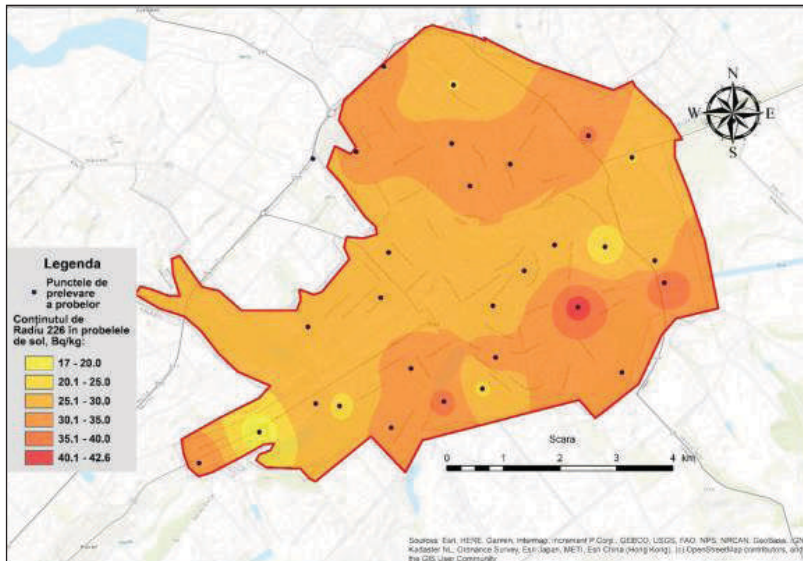 N
W E
S
Legenda
Punctele de
prelevare
a probelor
Conținutul de
Radiu 226 în probelele
de sol, Bq/kg:
17 - 20.0
20.1 - 25.0
25.1 - 30.0
30.1 - 35.0
35.1 - 40.0
40.1 - 42.6
Scara
0 1 2 3 4 km
Sources: Esri, HERE, Garmin, Intermap, increment P Corp., GEBCO, USGS, FAO, NPS, NRCAN, GeoBase, IGN,
Kadaster NL, Ordnance Survey, Esri Japan, METI, Esri China (Hong Kong), (c) OpenStreetMap contributors, and
the GIS User Community